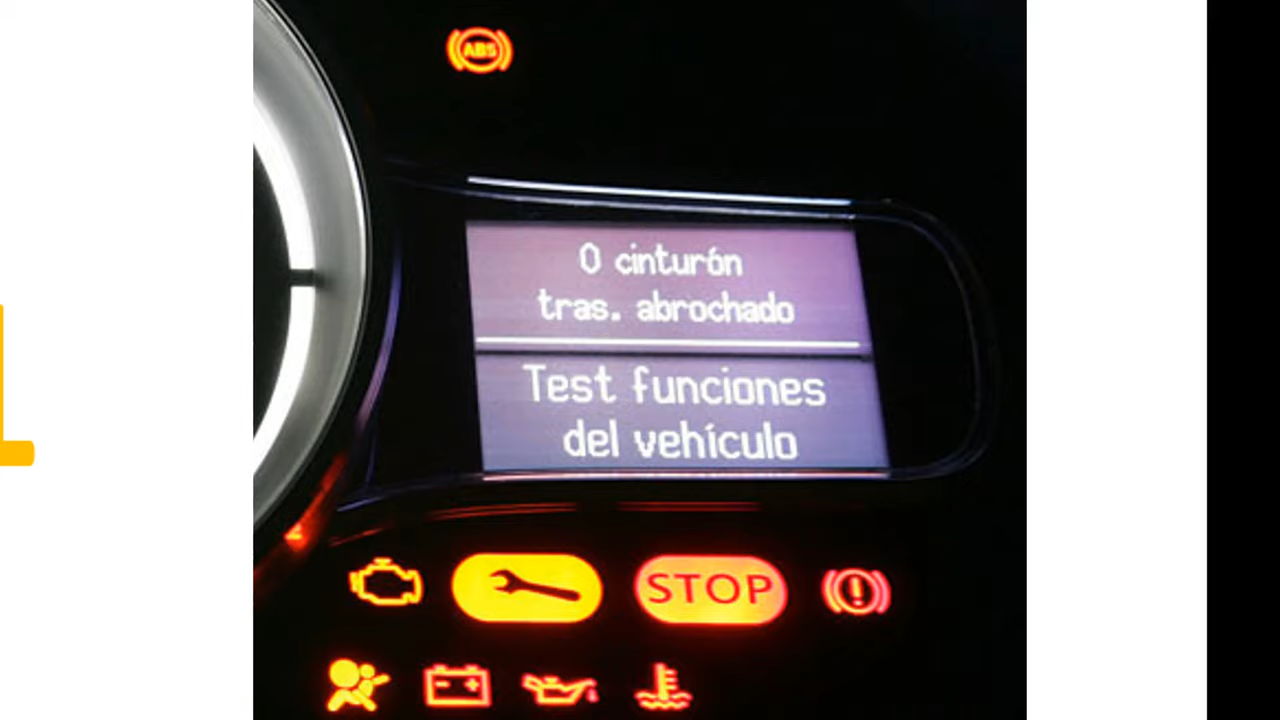 ABS
0 cinturón
tras. abrochado
Test funciones
del vehículo
STOP